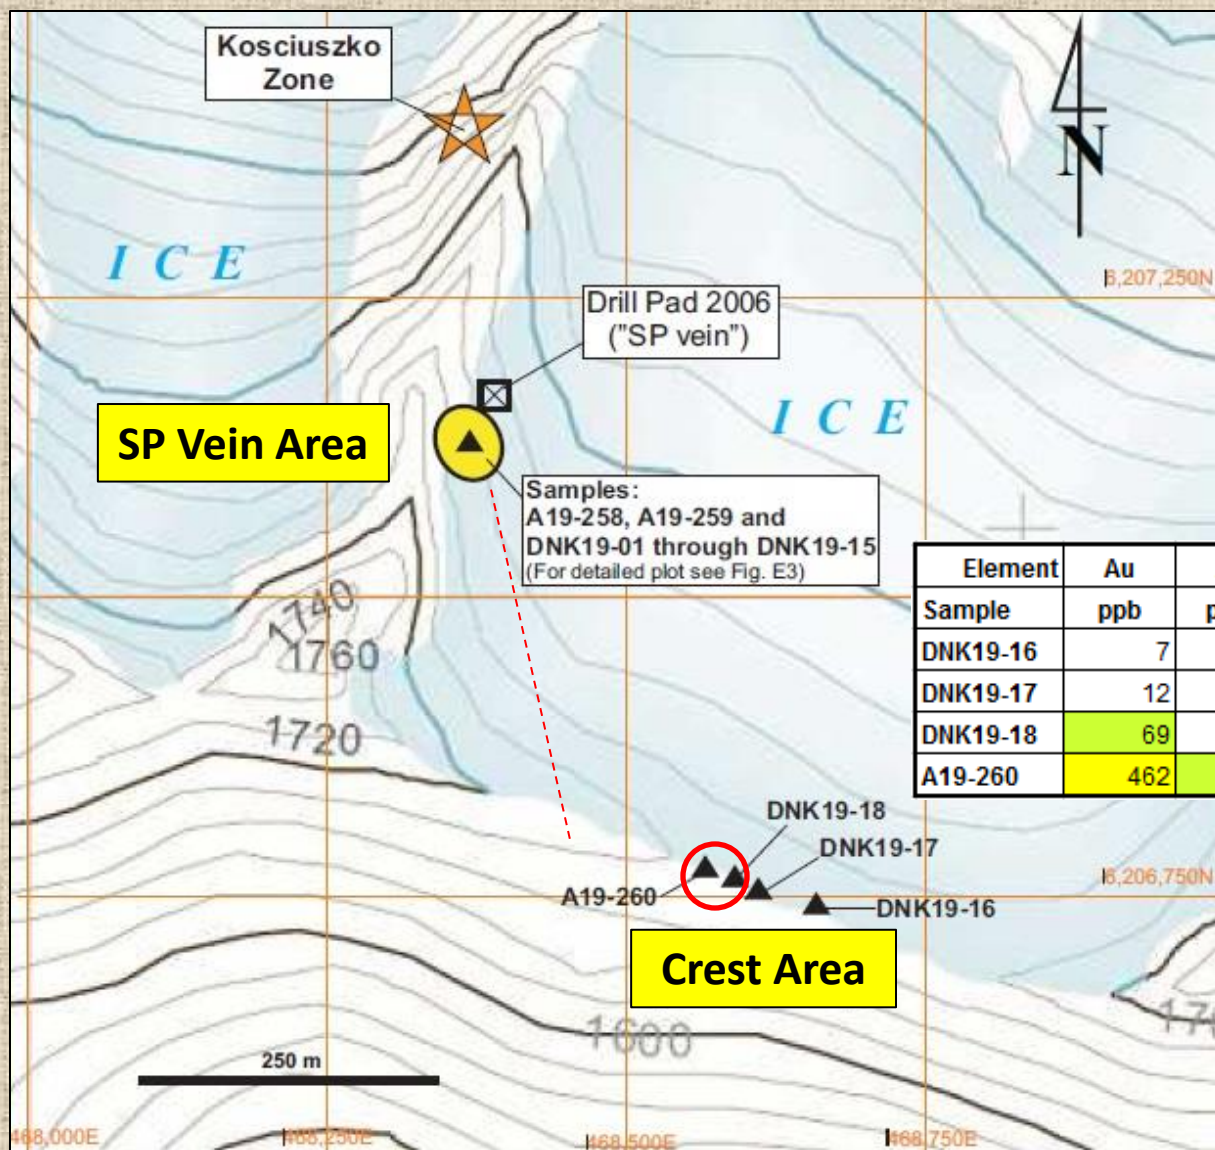 Kosciuszko
Zone
N
I C E
6,207,250N
Drill Pad 2006
("SP vein")
SP Vein Area
I C E
Samples:
A19-258, A19-259 and
DNK19-01 through DNK19-15
(For detailed plot see Fig. E3)
Element Au
Sample ppb p
DNK19-16 7
DNK19-17 12
DNK19-18 69
A19-260 462
1740
1760
1720
DNK19-18
DNK19-17
A19-260
6,206,750N
DNK19-16
Crest Area
1600
250 m
468,000E
468,250E
468,500E
468,750E